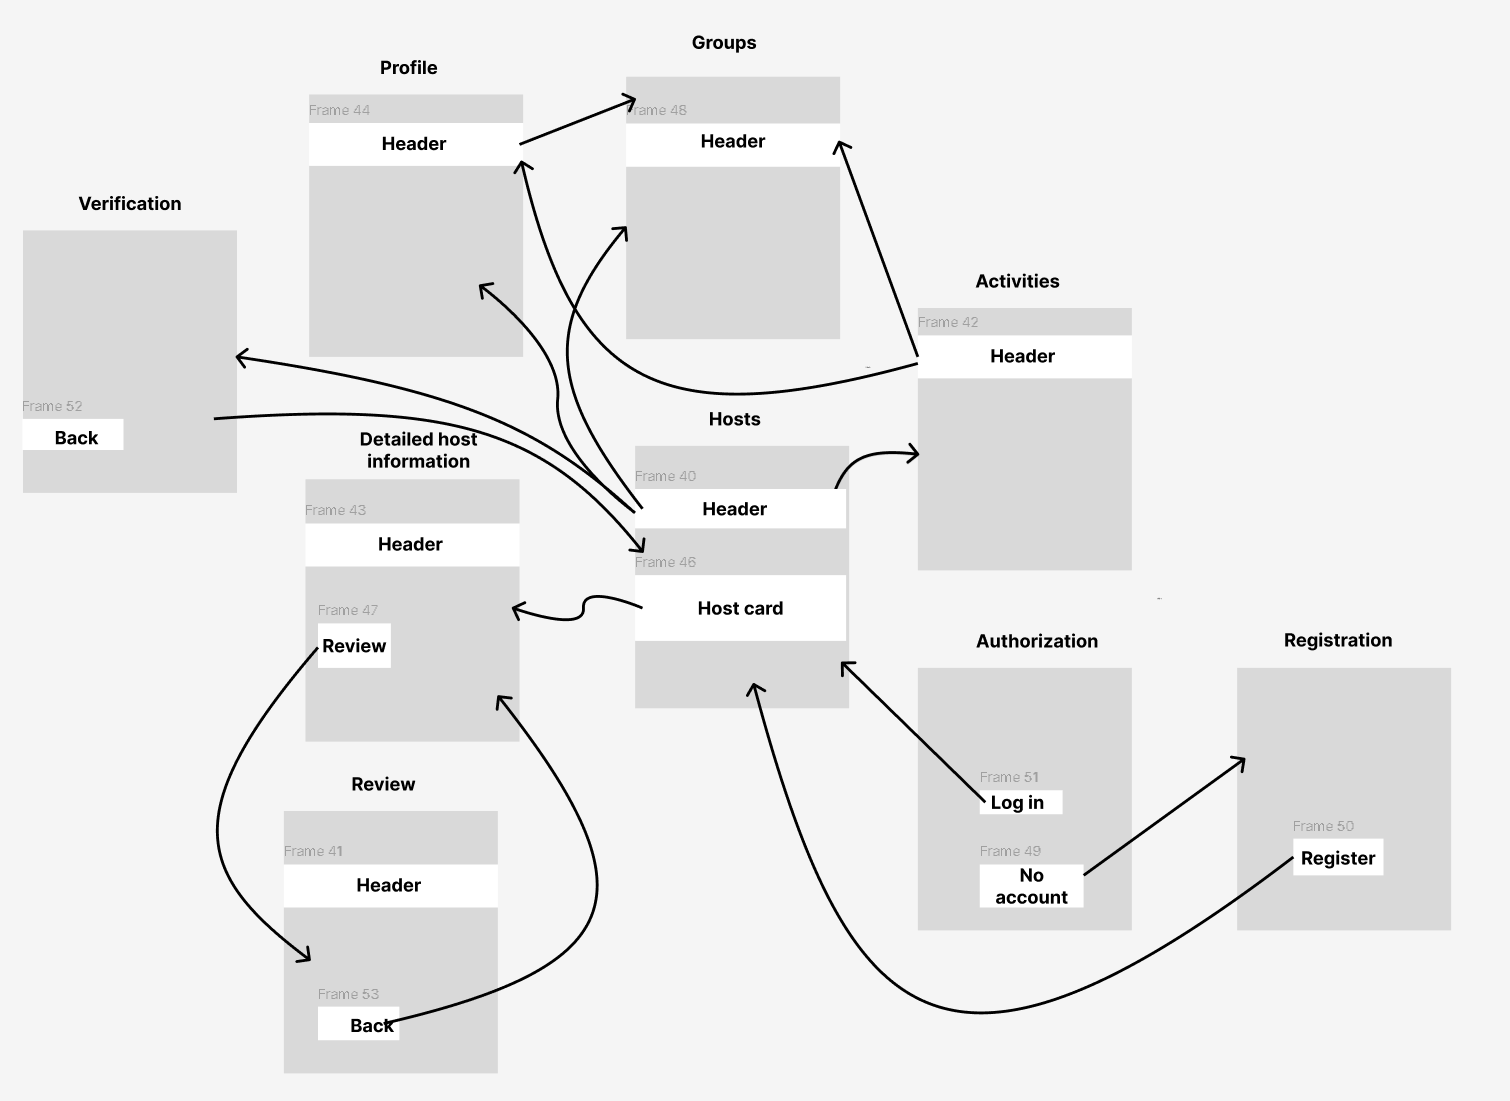 Groups
Profile
Frame 44
Frame 48
Header
Header
Verification
Activities
Frame 42
Header
Frame 52
Back
Hosts
Detailed host
information
Frame 40
Header
Frame 43
Header
Frame 46
Host card
Frame 47
Review
Authorization
Registration
Frame 51
Log in
Review
Frame 50
Register
Frame 49
No
account
Frame 41
Header
Frame 53
Back